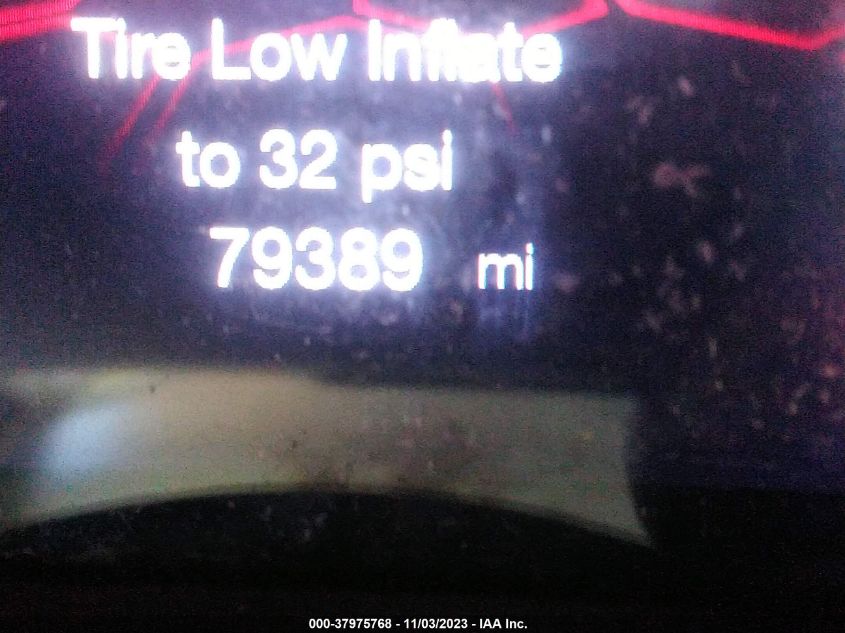 Tire Low Inflate
to 32 psi
79389 mi
000-37975768 - 11/03/2023 - IAA Inc.